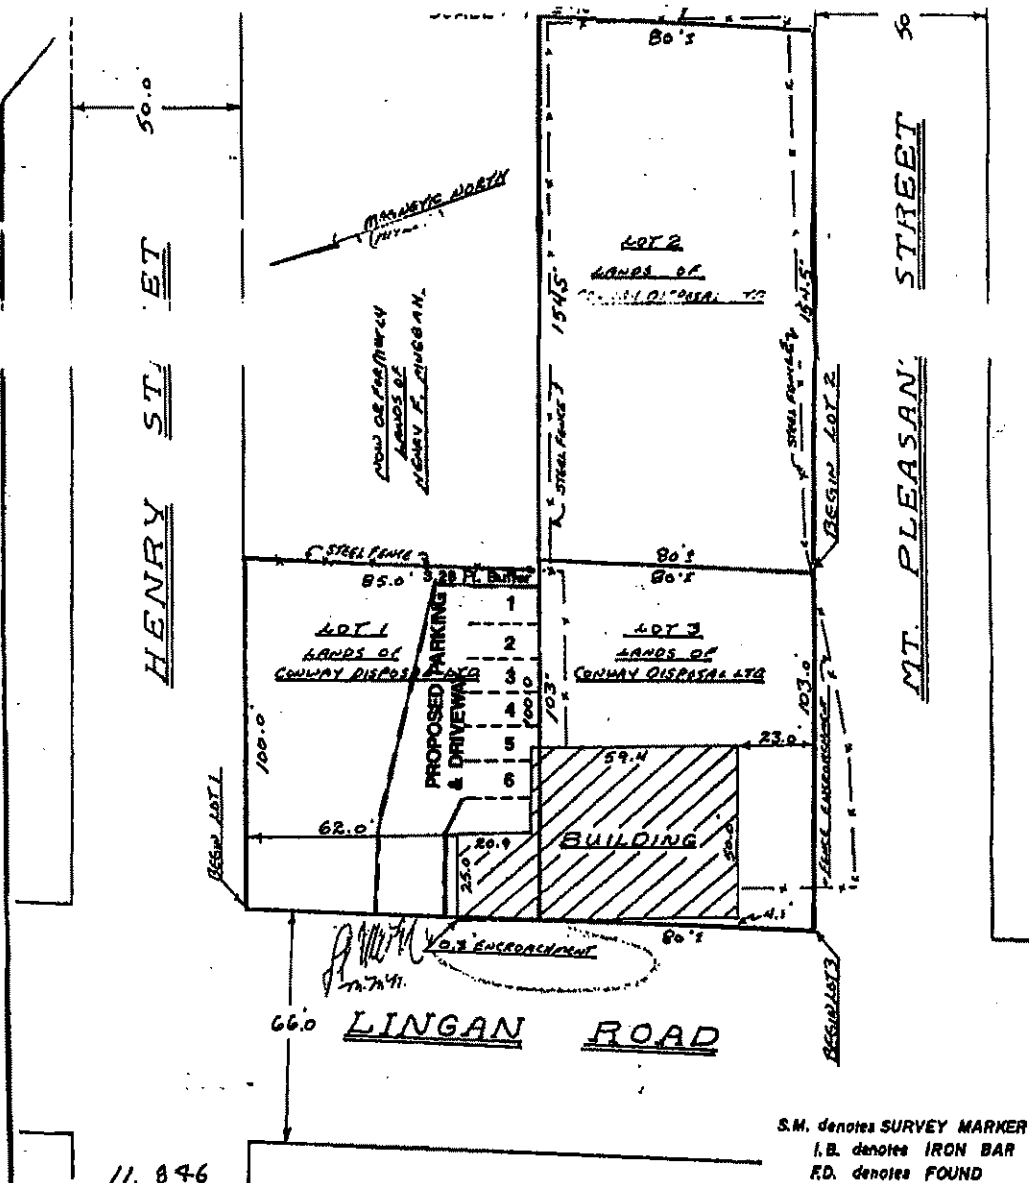 80'±
50
50.0
MAGNETIC NORTH
LOT 2
LANDS OF
DISPOSAL
HENRY
ET
MT. PLEASAN
STREET
NOW OR FORMERLY
LANDS OF
HENRY F.
154.5'
154.5'
STEEL FENCE
STEEL FENCE
BEGIN LOT 2
STEEL FENCE
85.0'
3.28 Ft. Buffer
80'±
80'±
LOT 1
LANDS OF
CONWAY DISPOSAL LTD
PROPOSED PARKING
& DRIVEWAY
1
2
3
4
5
6
100.0
103'
LOT 3
LANDS OF
CONWAY DISPOSAL LTD
103.0'
FENCE ENCROACHMENT
100.0'
BEGIN LOT 1
62.0'
59.4
23.0'
BUILDING
50.0'
20.9
25.0
4.1'
80'±
ENCROACHMENT
BEGIN LOT 3
66.0'
LINGAN ROAD
S.M. denotes SURVEY MARKER
I.B. denotes IRON BAR
F.D. denotes FOUND
11. 846